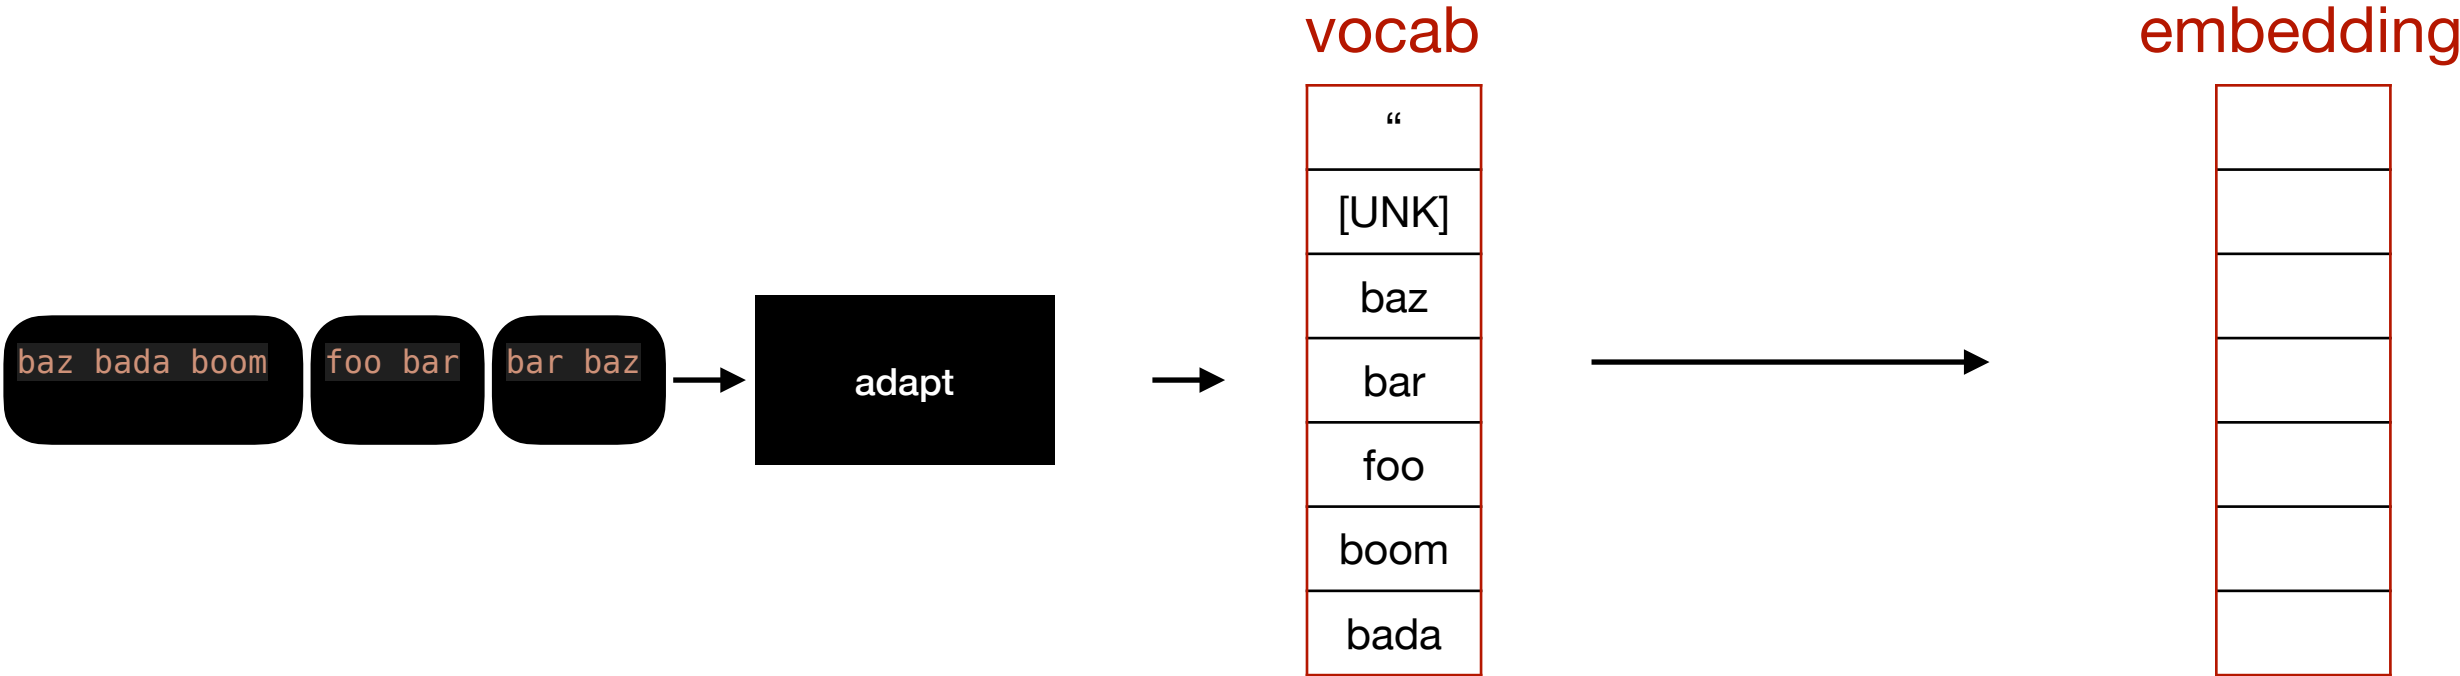 vocab
embedding
“
[UNK]
baz
bar
foo
boom
bada
baz bada boom
foo bar
bar baz
adapt